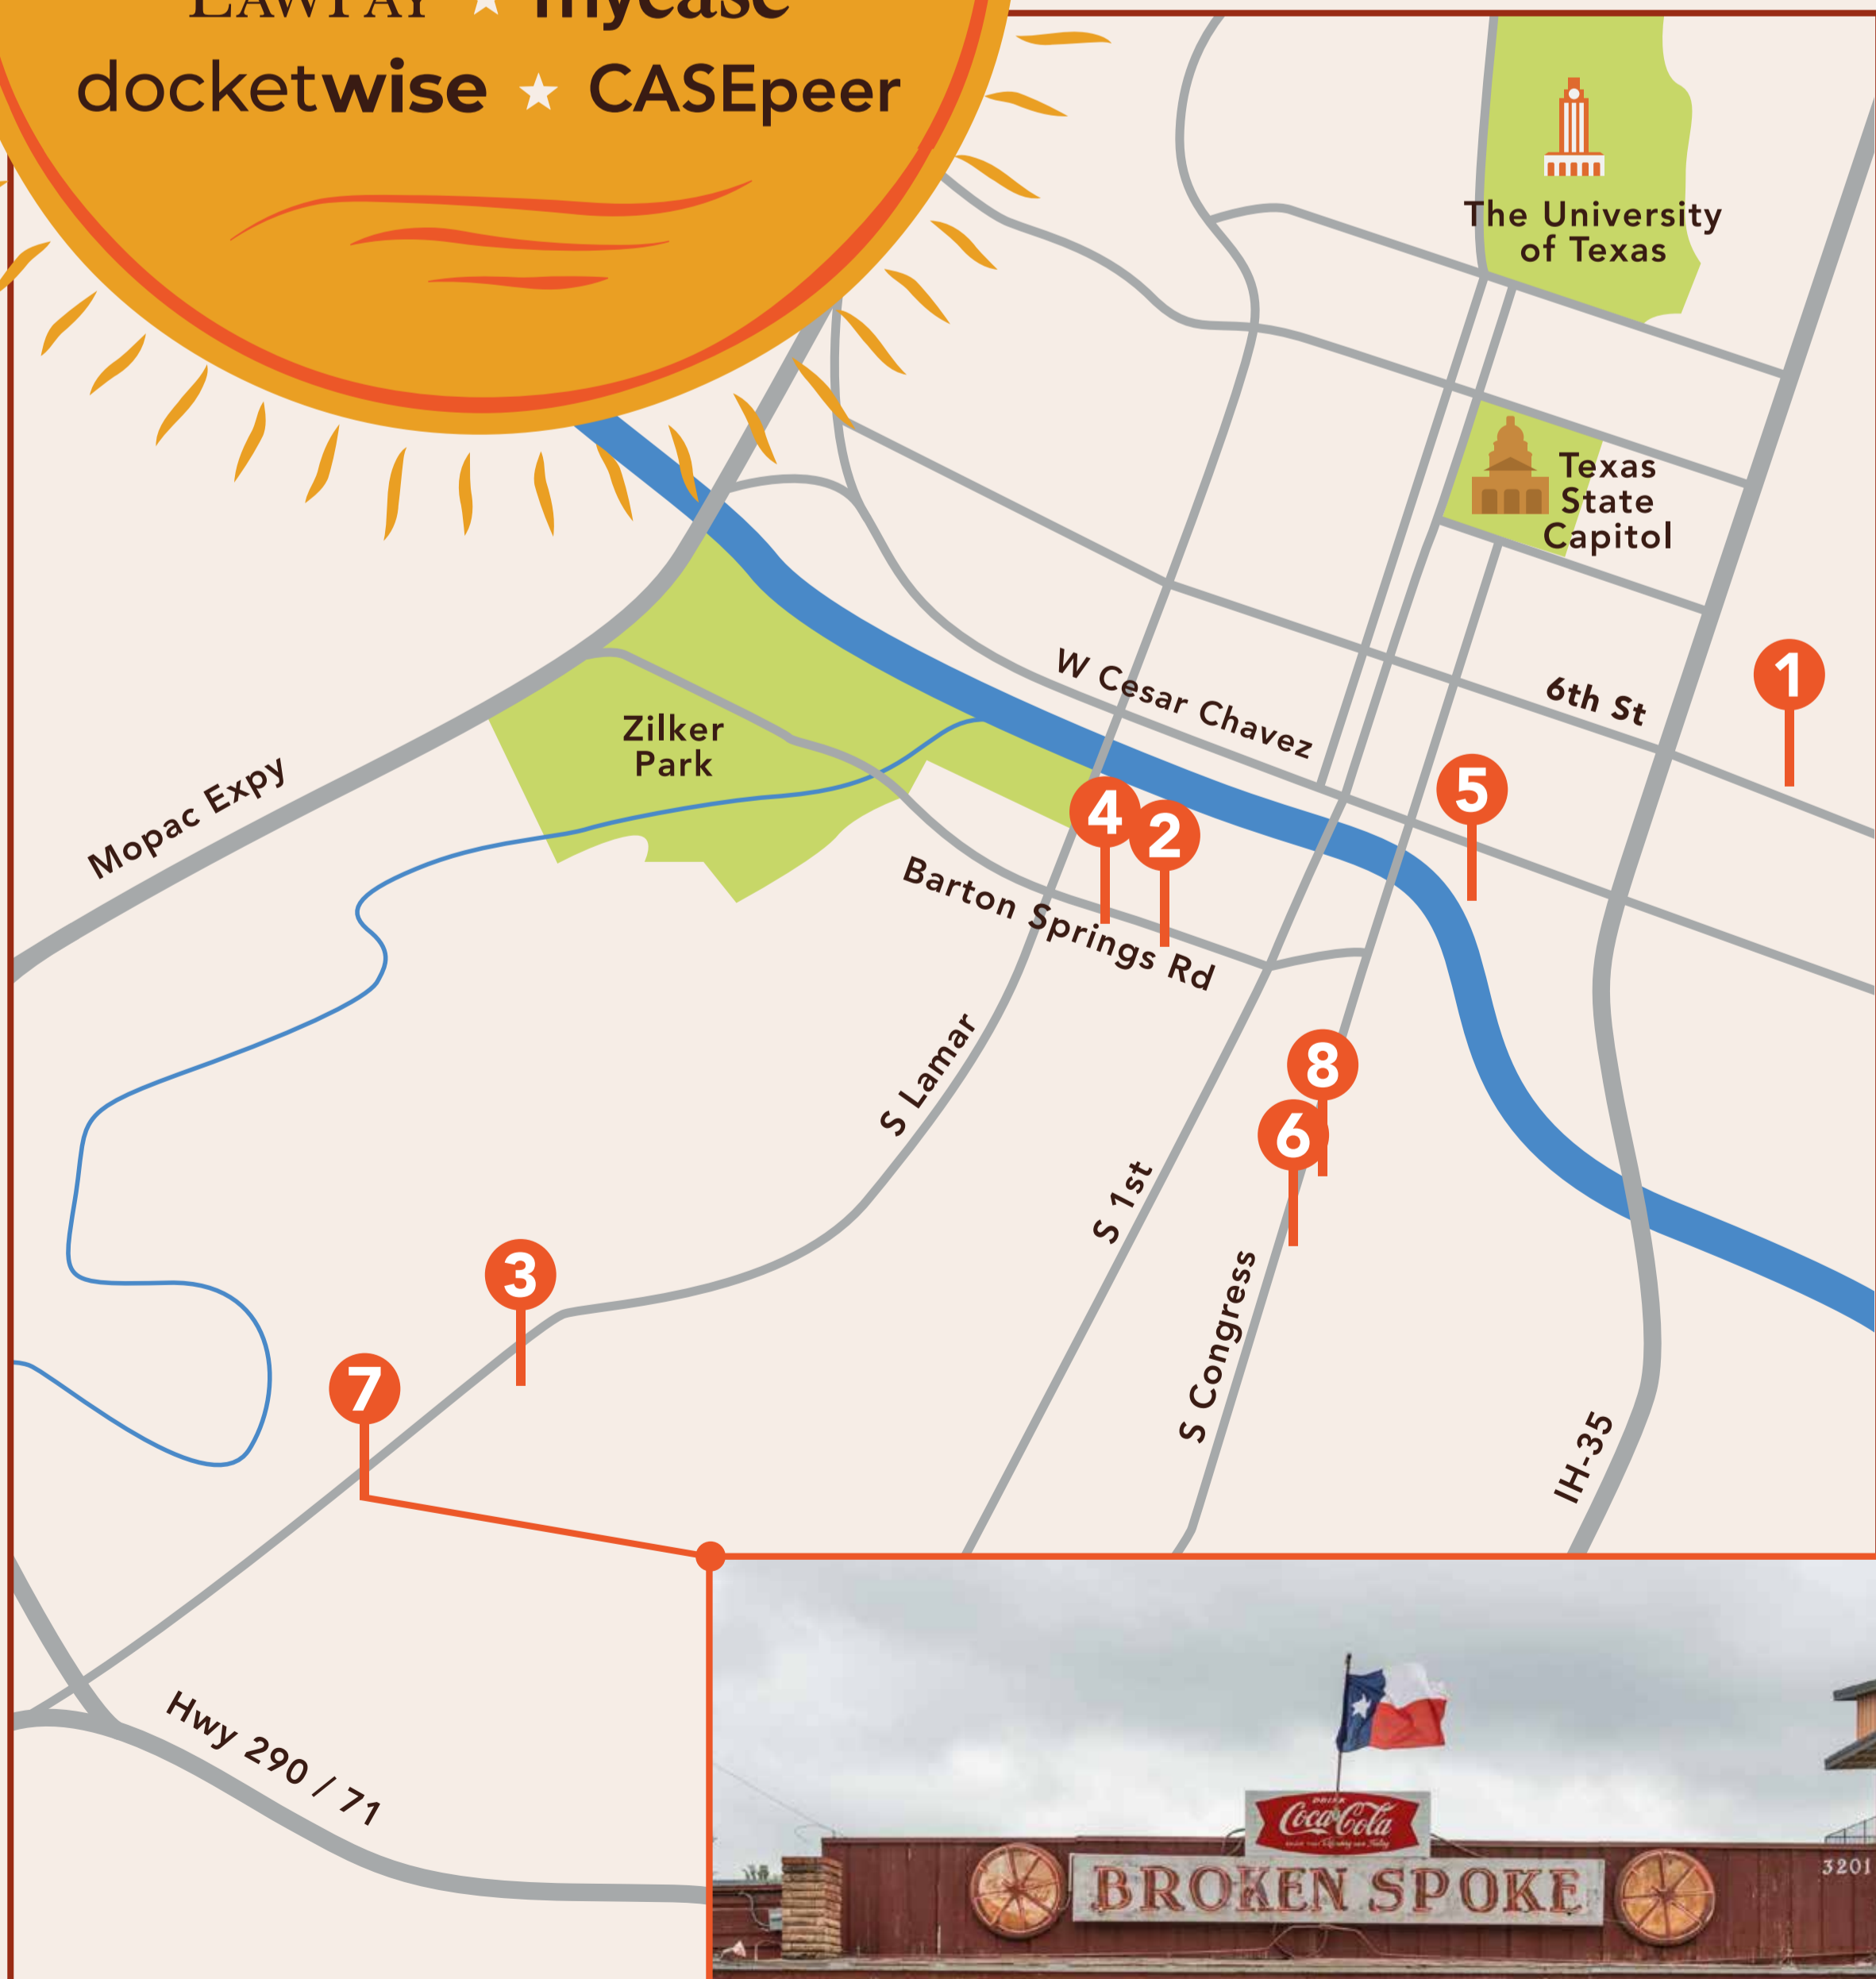 LAWPAY ★ mycase
docketwise ★ CASEpeer
The University
of Texas
Texas
State
Capitol
1
6th St
W Cesar Chavez
Zilker
Park
5
4
2
Mopac Expy
Barton Springs Rd
8
S Lamar
6
S 1st
3
S Congress
7
IH-35
Hwy 290 / 71
DRINK
Coca-Cola
BROKEN SPOKE
3201